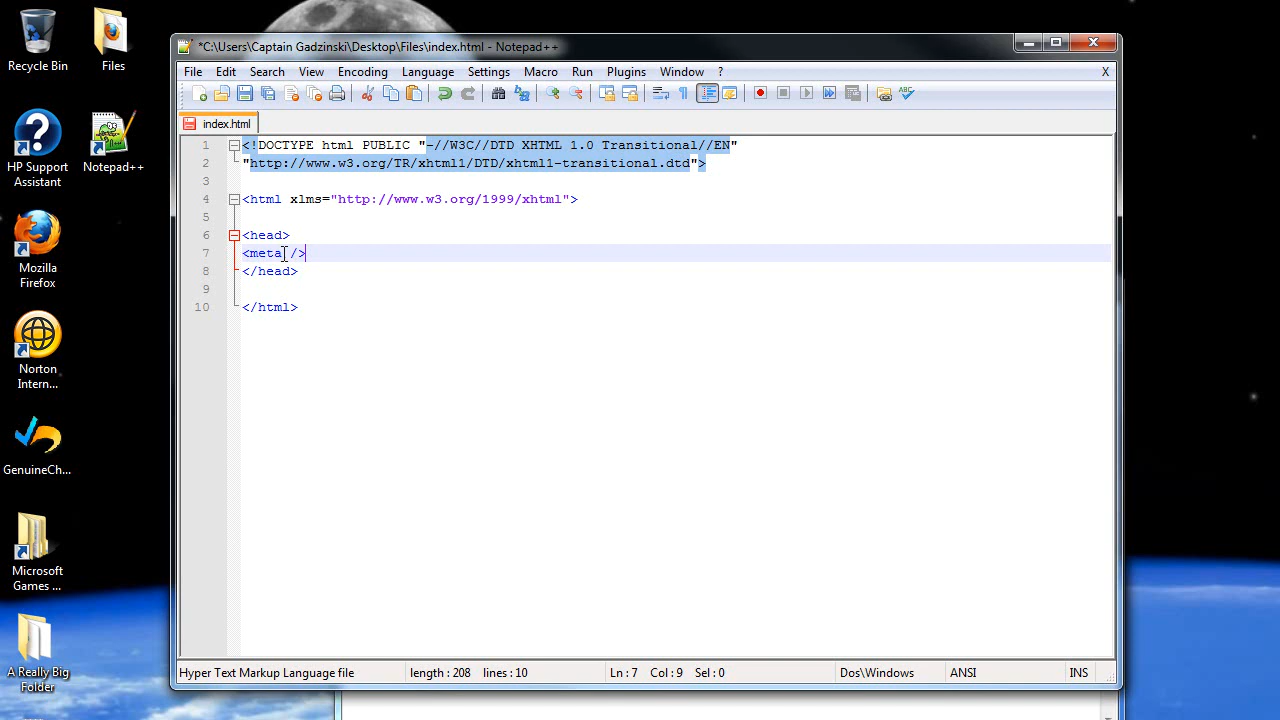 Recycle Bin
Files
HP Support
Assistant
Notepad++
Mozilla
Firefox
Norton
Intern...
GenuineCh...
Microsoft
Games ...
A Really Big
Folder
*C:\Users\Captain Gadzinski\Desktop\Files\index.html - Notepad++
File Edit Search View Encoding Language Settings Macro Run Plugins Window ? X
index.html
1 <!DOCTYPE html PUBLIC "-//W3C//DTD XHTML 1.0 Transitional//EN"
2 "http://www.w3.org/TR/xhtml1/DTD/xhtml1-transitional.dtd">
3
4 <html xlms="http://www.w3.org/1999/xhtml">
5
6 <head>
7 <meta />
8 </head>
9
10 </html>
Hyper Text Markup Language file length : 208 lines : 10 Ln : 7 Col : 9 Sel : 0 Dos\Windows ANSI INS